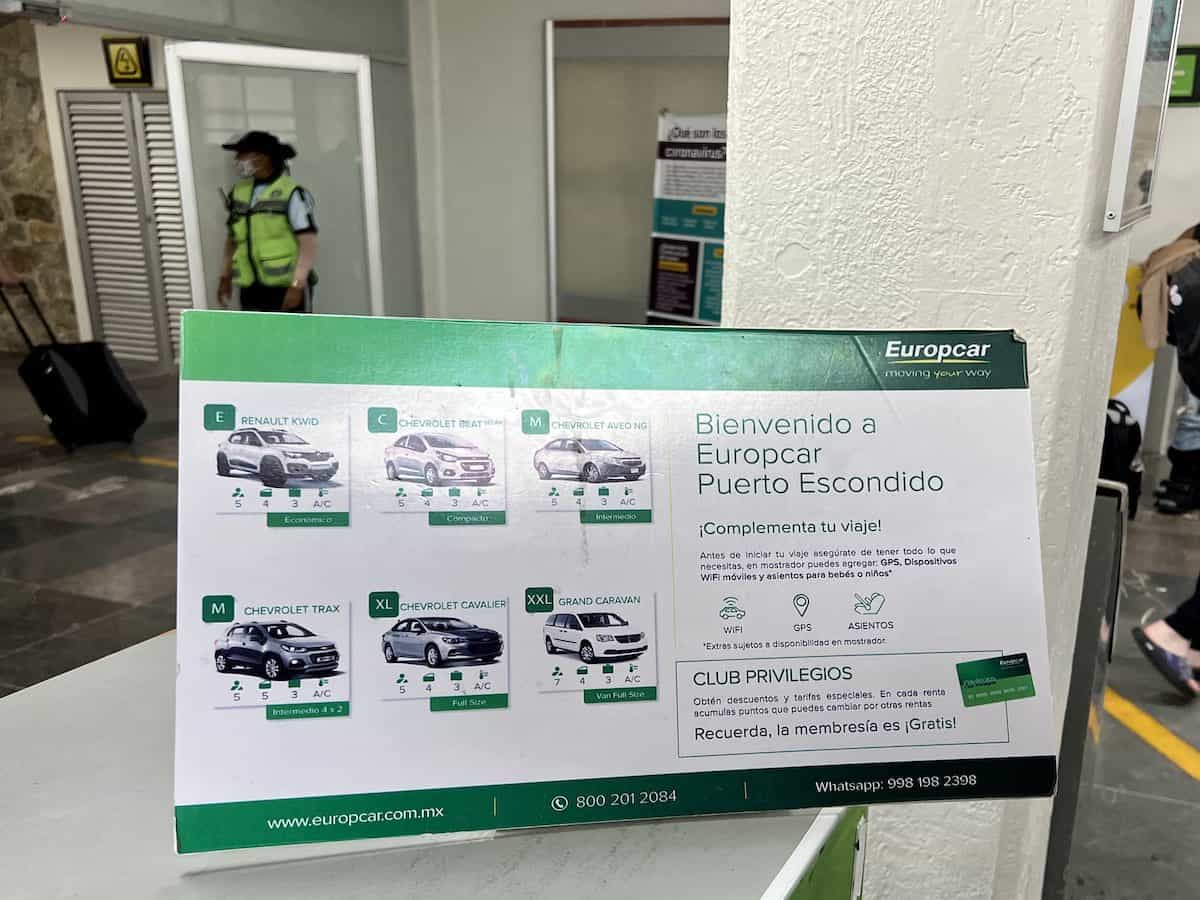 ¿Qué son los
coronavirus?
Europcar
moving your way
E RENAULT KWID
5 4 3 A/C
Económico
C CHEVROLET BEAT
5 4 3 A/C
Compacto
M CHEVROLET AVEO NG
5 4 3 A/C
Intermedio
M CHEVROLET TRAX
5 5 3 A/C
Intermedio 4 x 2
XL CHEVROLET CAVALIER
5 4 3 A/C
Full Size
XXL GRAND CARAVAN
7 4 3 A/C
Van Full Size
Bienvenido a
Europcar
Puerto Escondido
¡Complementa tu viaje!
Antes de iniciar tu viaje asegúrate de tener todo lo que
necesitas, en mostrador puedes agregar: GPS, Dispositivos
WiFi móviles y asientos para bebés o niños*
WIFI GPS ASIENTOS
*Extras sujetos a disponibilidad en mostrador.
CLUB PRIVILEGIOS
Obtén descuentos y tarifas especiales. En cada renta
acumulas puntos que puedes cambiar por otras rentas
Recuerda, la membresía es ¡Gratis!
Europcar
www.europcar.com.mx
800 201 2084
Whatsapp: 998 198 2398